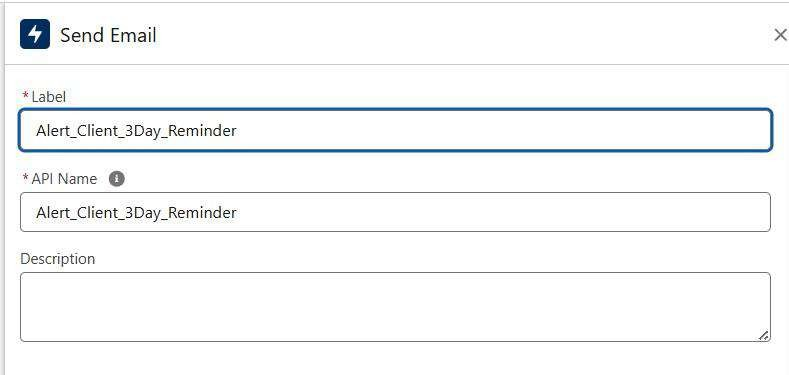 Send Email
*Label
Alert_Client_3Day_Reminder
*API Name
Alert_Client_3Day_Reminder
Description